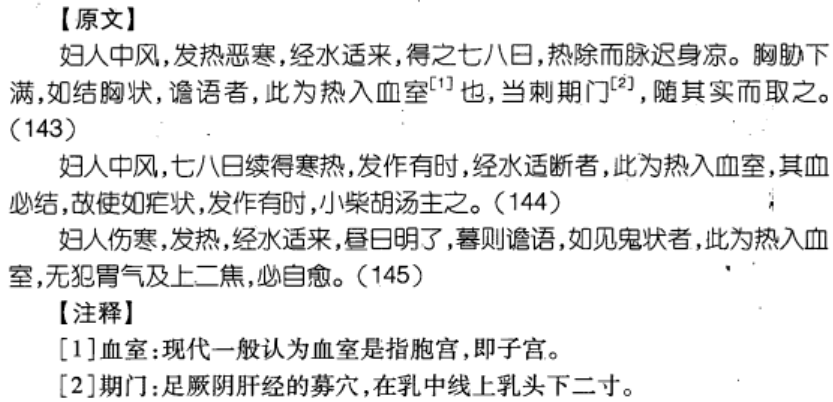 【原文】
妇人中风,发热恶寒,经水适来,得之七八日,热除而脉迟身凉。胸胁下
满,如结胸状,谵语者,此为热入血室[1]也,当刺期门[2],随其实而取之。
(143)
妇人中风,七八日续得寒热,发作有时,经水适断者,此为热入血室,其血
必结,故使如疟状,发作有时,小柴胡汤主之。(144)
妇人伤寒,发热,经水适来,昼日明了,暮则谵语,如见鬼状者,此为热入血
室,无犯胃气及上二焦,必自愈。(145)
【注释】
[1]血室:现代一般认为血室是指胞宫,即子宫。
[2]期门:足厥阴肝经的募穴,在乳中线上乳头下二寸。